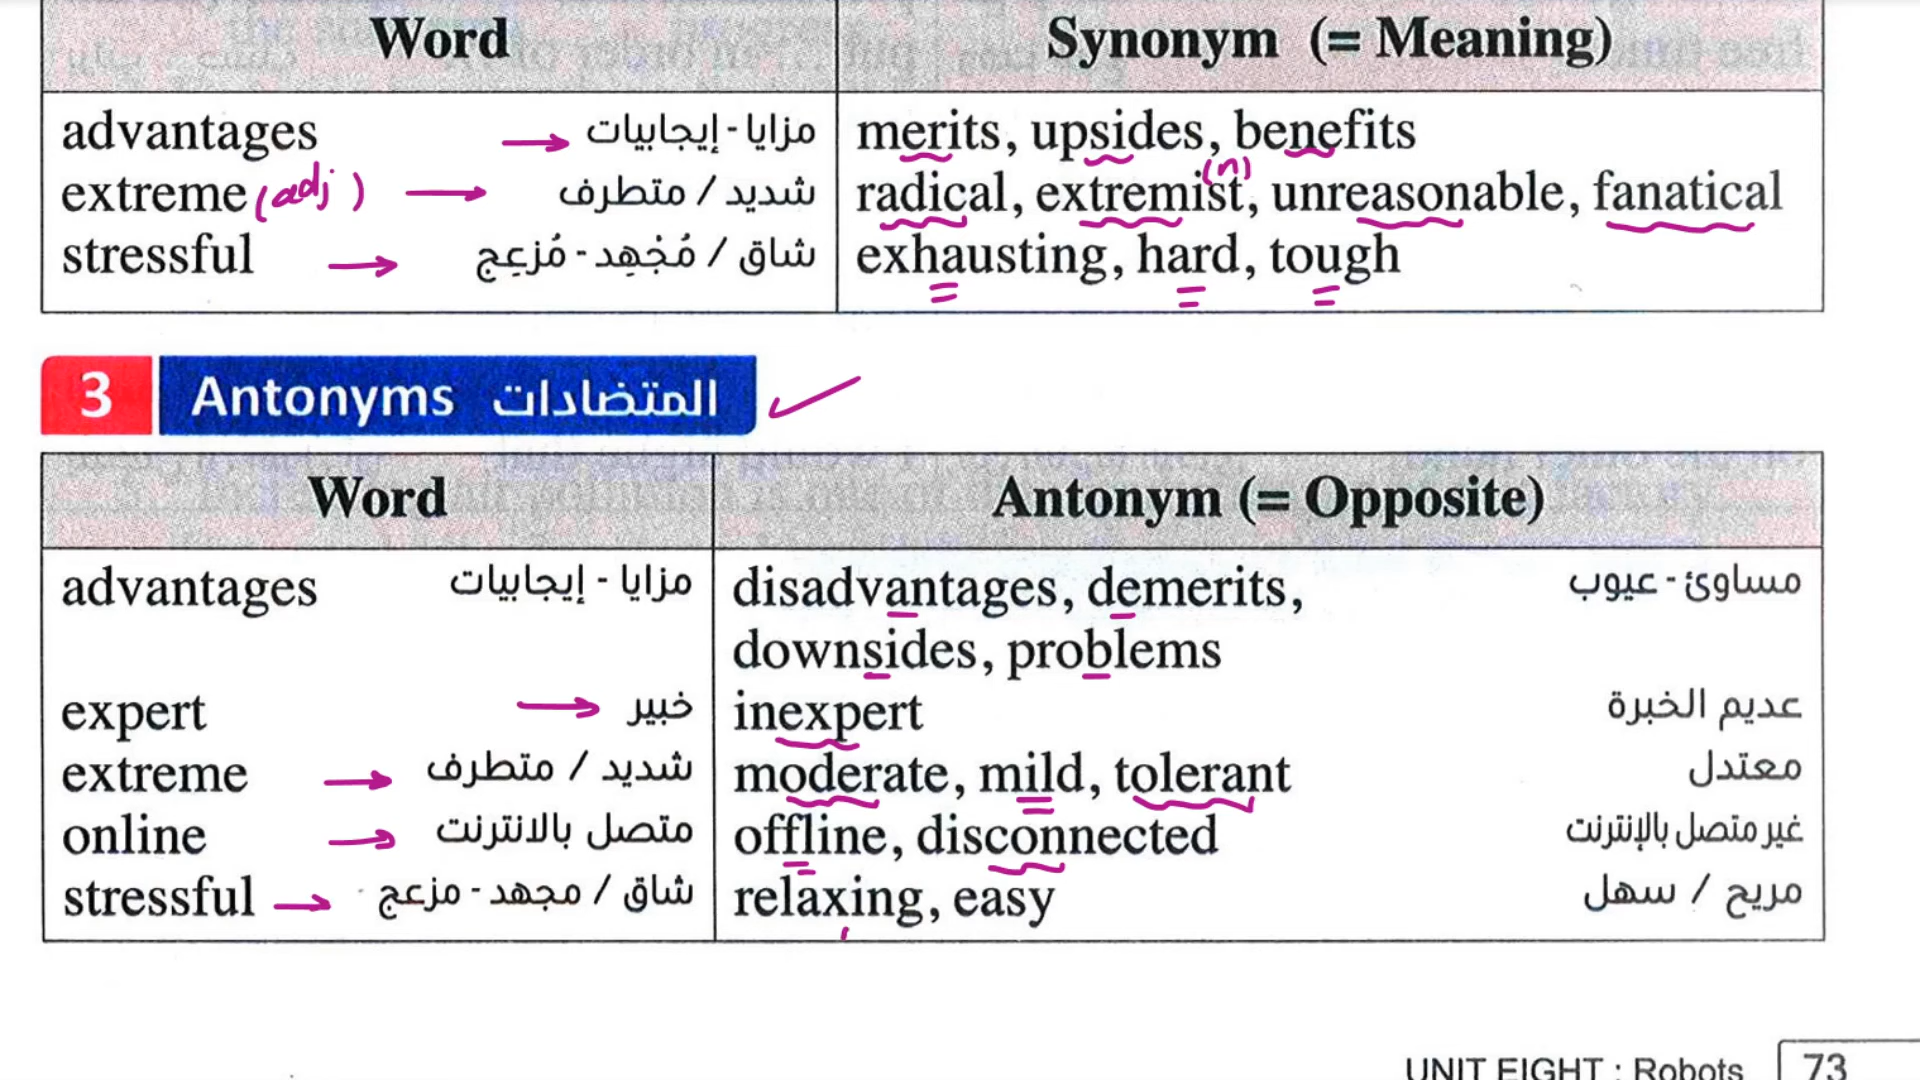 Word Synonym (= Meaning)
advantages مزايا - إيجابيات merits, upsides, benefits
extreme (adj) شديد / متطرف radical, extremist (n), unreasonable, fanatical
stressful شاق / مُجْهِد - مُزعِج exhausting, hard, tough
3 Antonyms المتضادات
Word Antonym (= Opposite)
advantages مزايا - إيجابيات disadvantages, demerits, مساوئ - عيوب
downsides, problems
expert خبير inexpert عديم الخبرة
extreme شديد / متطرف moderate, mild, tolerant معتدل
online متصل بالانترنت offline, disconnected غير متصل بالإنترنت
stressful شاق / مجهد - مزعج relaxing, easy مريح / سهل
UNIT EIGHT : Robots 73